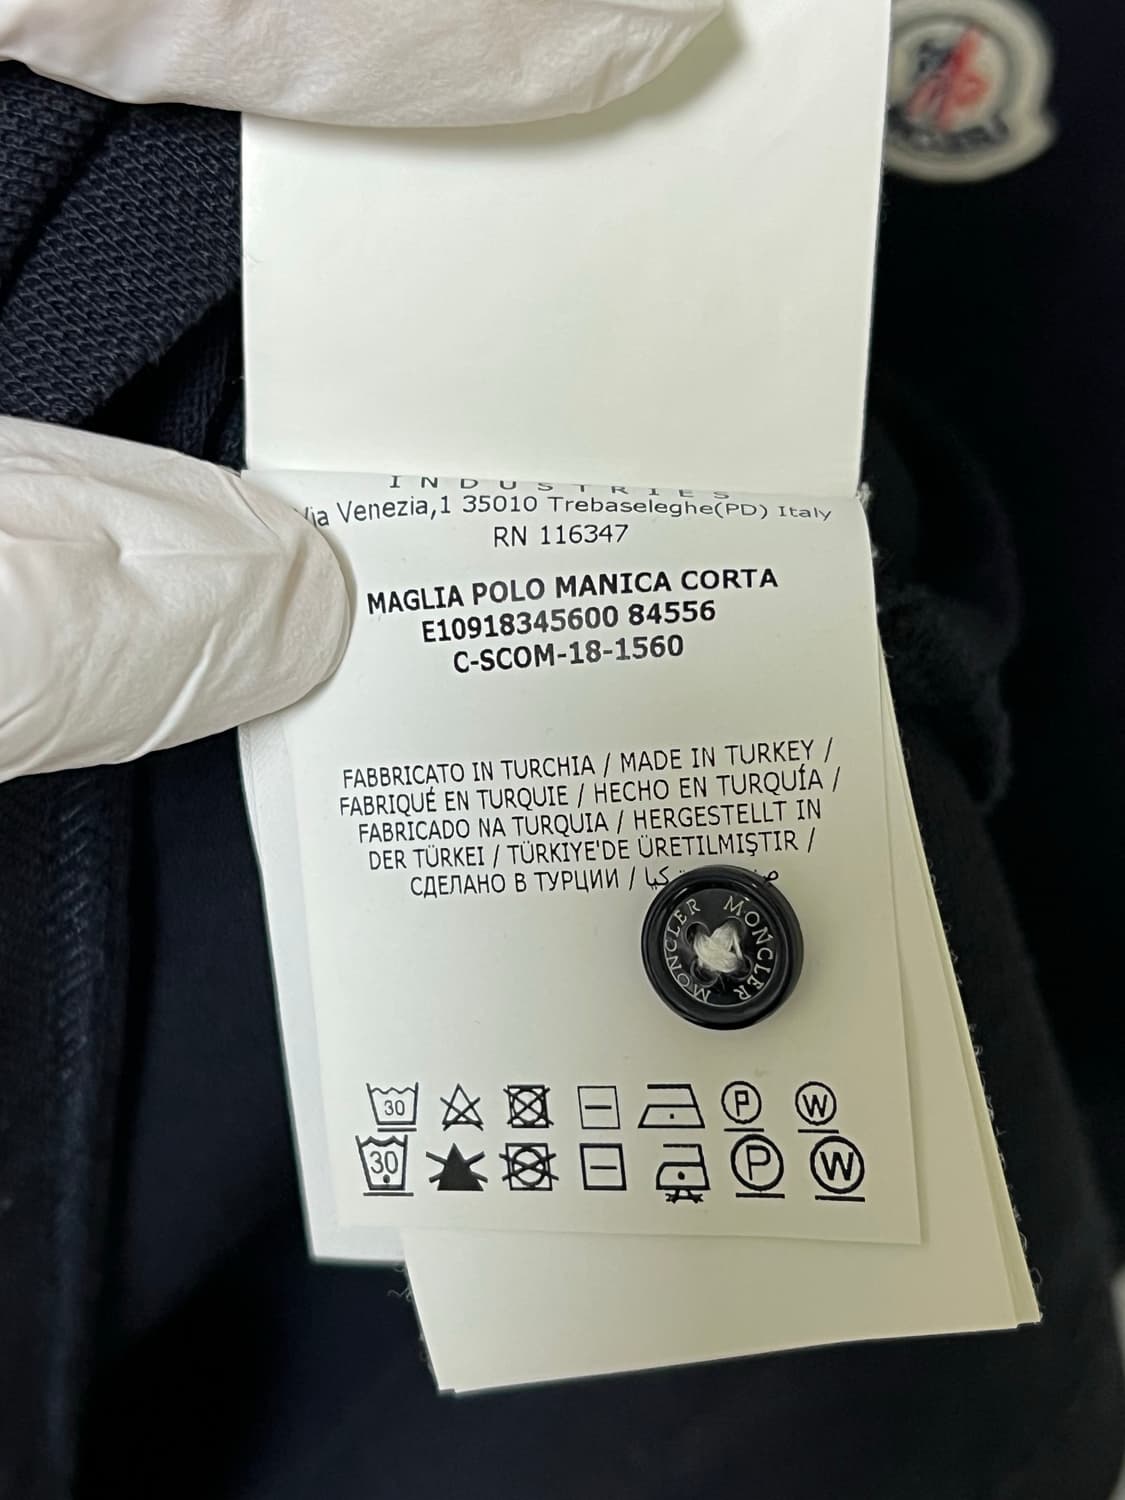 INDUSTRIES
Via Venezia,1 35010 Trebaseleghe(PD) Italy
RN 116347
MAGLIA POLO MANICA CORTA
E10918345600 84556
C-SCOM-18-1560
FABBRICATO IN TURCHIA / MADE IN TURKEY /
FABRIQUÉ EN TURQUIE / HECHO EN TURQUÍA /
FABRICADO NA TURQUIA / HERGESTELLT IN
DER TÜRKEI / TÜRKIYE'DE ÜRETILMIŞTIR /
СДЕЛАНО В ТУРЦИИ /
MONCLER MONCLER
30 P W
30 P W